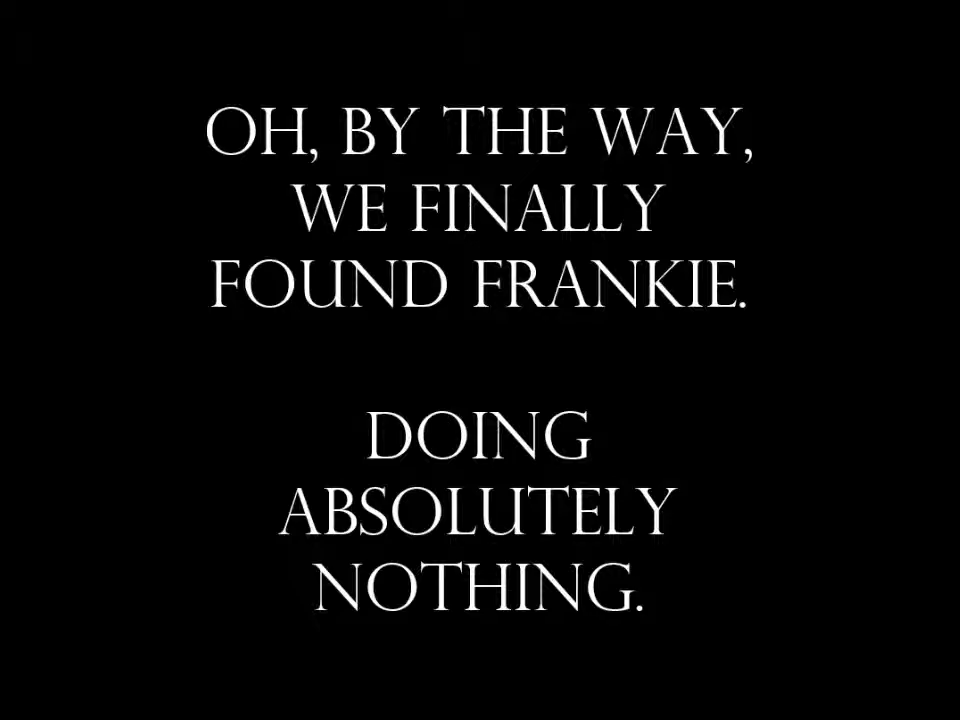 OH, BY THE WAY,
WE FINALLY
FOUND FRANKIE.
DOING
ABSOLUTELY
NOTHING.